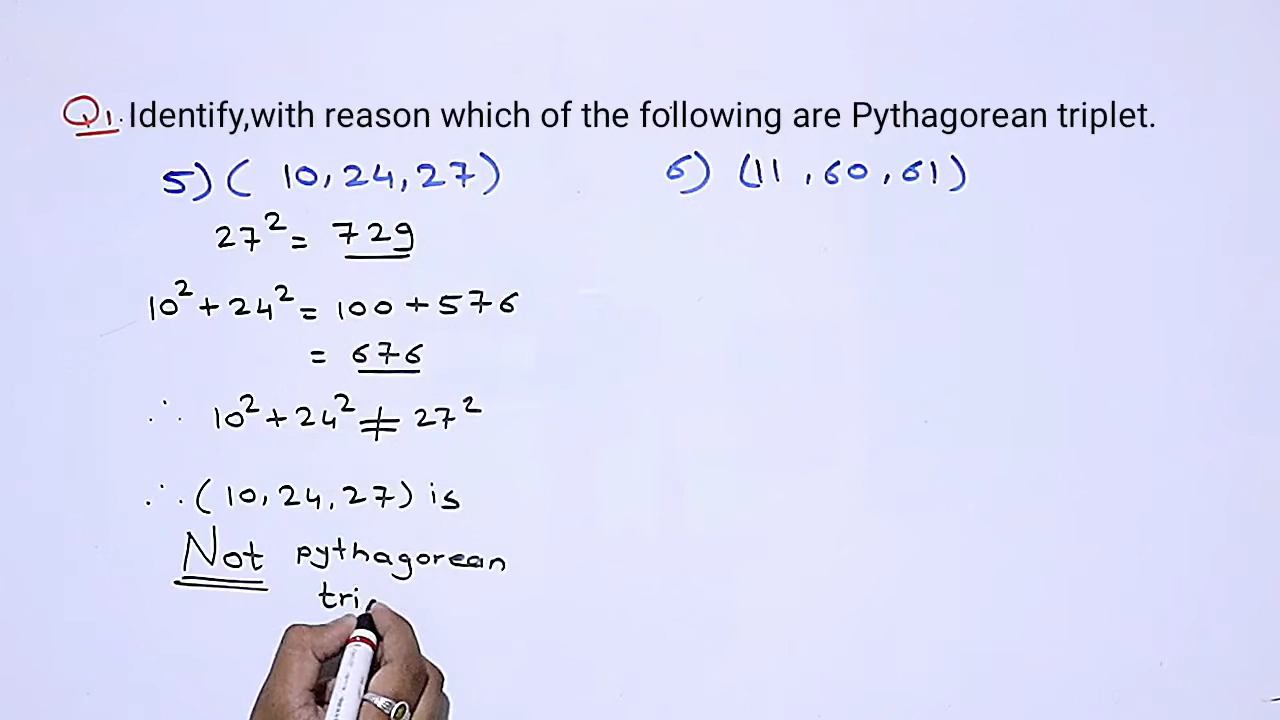 Q1. Identify,with reason which of the following are Pythagorean triplet.
5) ( 10, 24, 27)
27² = 729
10² + 24² = 100 + 576
= 676
∴ 10² + 24² ≠ 27²
∴ (10, 24, 27) is
Not pythagorean
tri
6) (11, 60, 61)